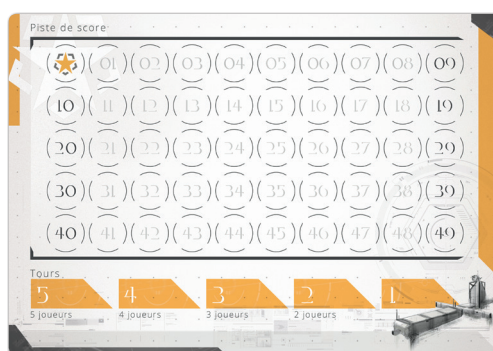 Piste de score
01 02 03 04 05 06 07 08 09
10 11 12 13 14 15 16 17 18 19
20 21 22 23 24 25 26 27 28 29
30 31 32 33 34 35 36 37 38 39
40 41 42 43 44 45 46 47 48 49
Tours
5 4 3 2 1
5 joueurs 4 joueurs 3 joueurs 2 joueurs